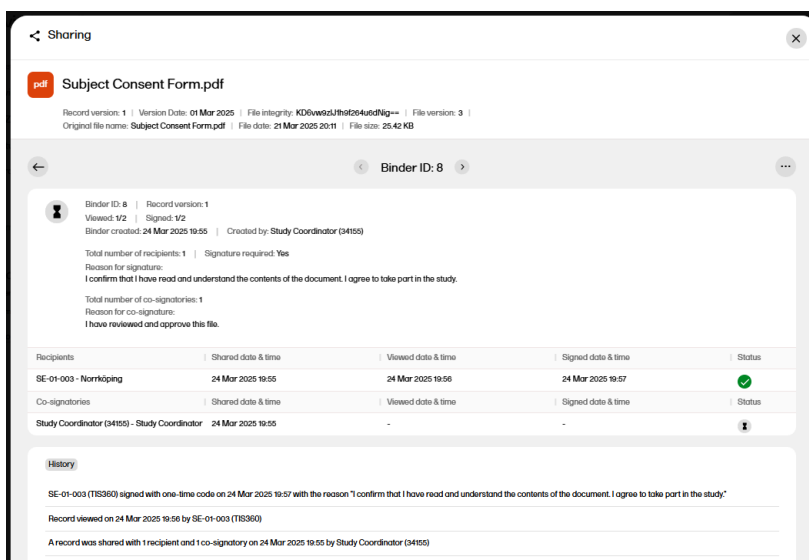 Sharing
pdf Subject Consent Form.pdf
Record version: 1 | Version Date: 01 Mar 2025 | File integrity: KD6vw9zIJ1h9f264u6dNig== | File version: 3 |
Original file name: Subject Consent Form.pdf | File date: 21 Mar 2025 20:11 | File size: 25.42 KB
Binder ID: 8
Binder ID: 8 | Record version: 1
Viewed: 1/2 | Signed: 1/2
Binder created: 24 Mar 2025 19:55 | Created by: Study Coordinator (34155)
Total number of recipients: 1 | Signature required: Yes
Reason for signature:
I confirm that I have read and understand the contents of the document. I agree to take part in the study.
Total number of co-signatories: 1
Reason for co-signature:
I have reviewed and approve this file.
Recipients | Shared date & time | Viewed date & time | Signed date & time | Status
SE-01-003 - Norrköping 24 Mar 2025 19:55 24 Mar 2025 19:56 24 Mar 2025 19:57
Co-signatories | Shared date & time | Viewed date & time | Signed date & time | Status
Study Coordinator (34155) - Study Coordinator 24 Mar 2025 19:55 - -
History
SE-01-003 (TIS360) signed with one-time code on 24 Mar 2025 19:57 with the reason "I confirm that I have read and understand the contents of the document. I agree to take part in the study."
Record viewed on 24 Mar 2025 19:56 by SE-01-003 (TIS360)
A record was shared with 1 recipient and 1 co-signatory on 24 Mar 2025 19:55 by Study Coordinator (34155)